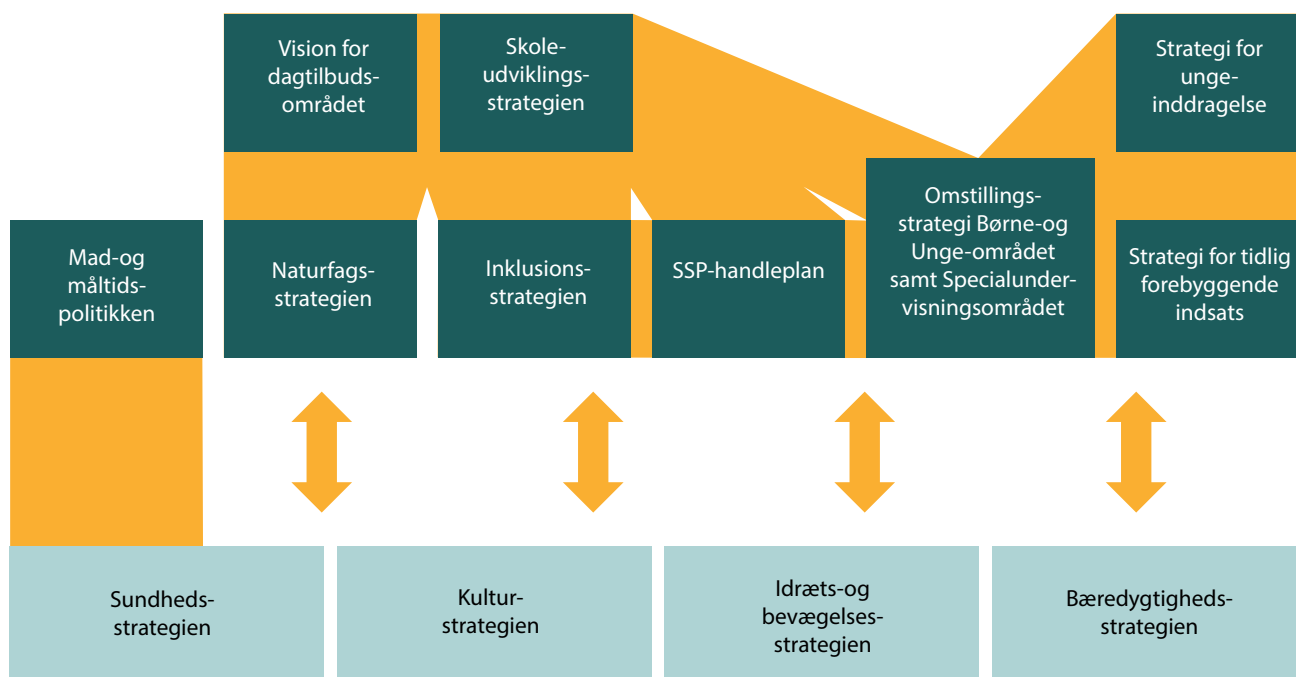 Vision for
dagtilbuds-
området
Skole-
udviklings-
strategien
Strategi for
unge-
inddragelse
Mad-og
måltids-
politikken
Naturfags-
strategien
Inklusions-
strategien
SSP-handleplan
Omstillings-
strategi Børne-og
Unge-området
samt Specialunder-
visningsområdet
Strategi for tidlig
forebyggende
indsats
Sundheds-
strategien
Kultur-
strategien
Idræts-og
bevægelses-
strategien
Bæredygtigheds-
strategien